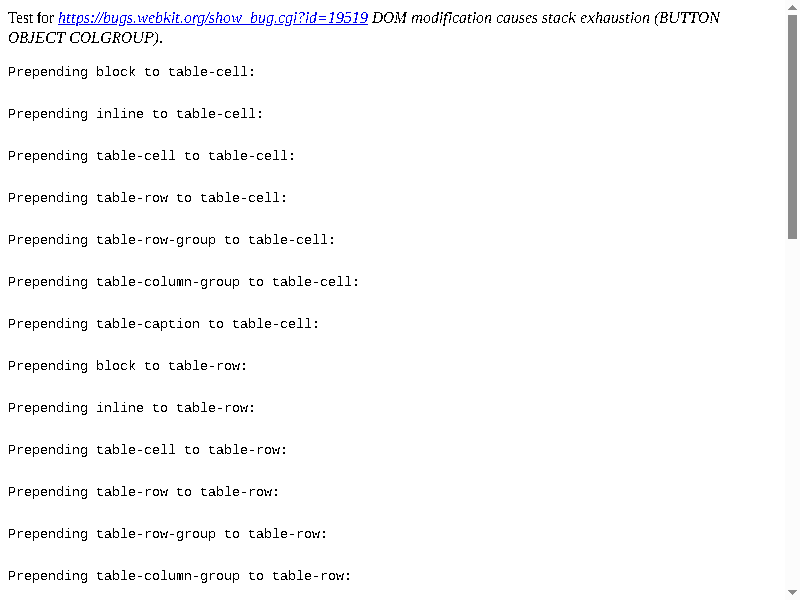 Test for https://bugs.webkit.org/show_bug.cgi?id=19519 DOM modification causes stack exhaustion (BUTTON
OBJECT COLGROUP).
Prepending block to table-cell:
Prepending inline to table-cell:
Prepending table-cell to table-cell:
Prepending table-row to table-cell:
Prepending table-row-group to table-cell:
Prepending table-column-group to table-cell:
Prepending table-caption to table-cell:
Prepending block to table-row:
Prepending inline to table-row:
Prepending table-cell to table-row:
Prepending table-row to table-row:
Prepending table-row-group to table-row:
Prepending table-column-group to table-row: